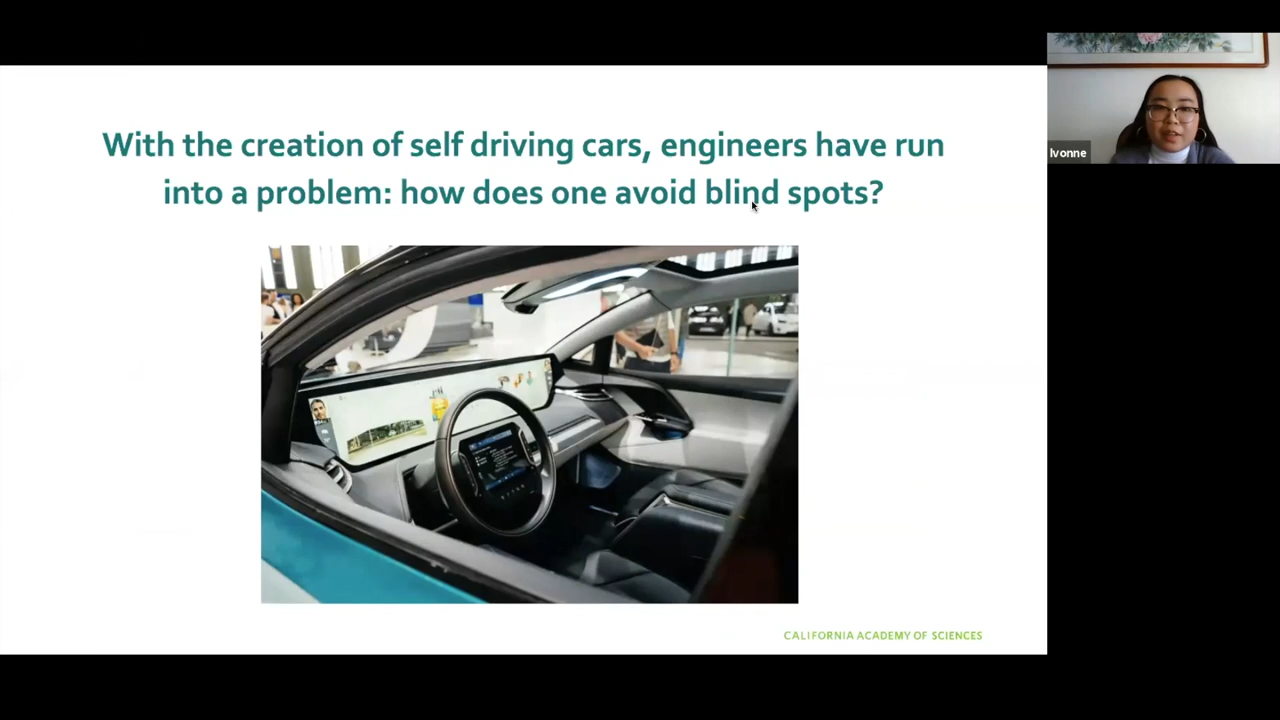 With the creation of self driving cars, engineers have run
into a problem: how does one avoid blind spots?
Ivonne
CALIFORNIA ACADEMY OF SCIENCES